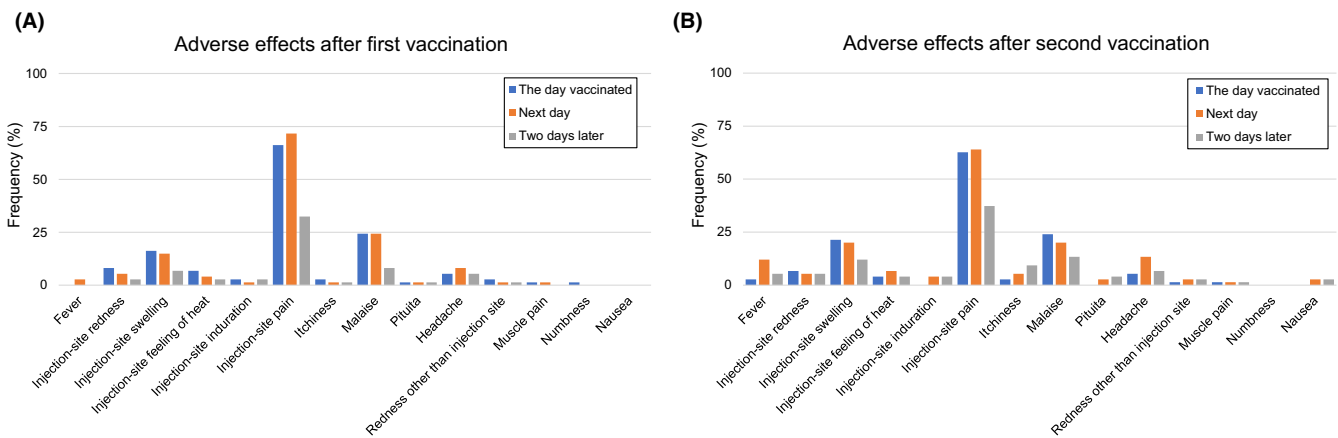 (A)
Adverse effects after first vaccination
Frequency (%)
100
75
50
25
0
The day vaccinated
Next day
Two days later
Fever
Injection-site redness
Injection-site swelling
Injection-site feeling of heat
Injection-site induration
Injection-site pain
Itchiness
Malaise
Pituita
Headache
Redness other than injection site
Muscle pain
Numbness
Nausea
(B)
Adverse effects after second vaccination
Frequency (%)
100
75
50
25
0
The day vaccinated
Next day
Two days later
Fever
Injection-site redness
Injection-site swelling
Injection-site feeling of heat
Injection-site induration
Injection-site pain
Itchiness
Malaise
Pituita
Headache
Redness other than injection site
Muscle pain
Numbness
Nausea